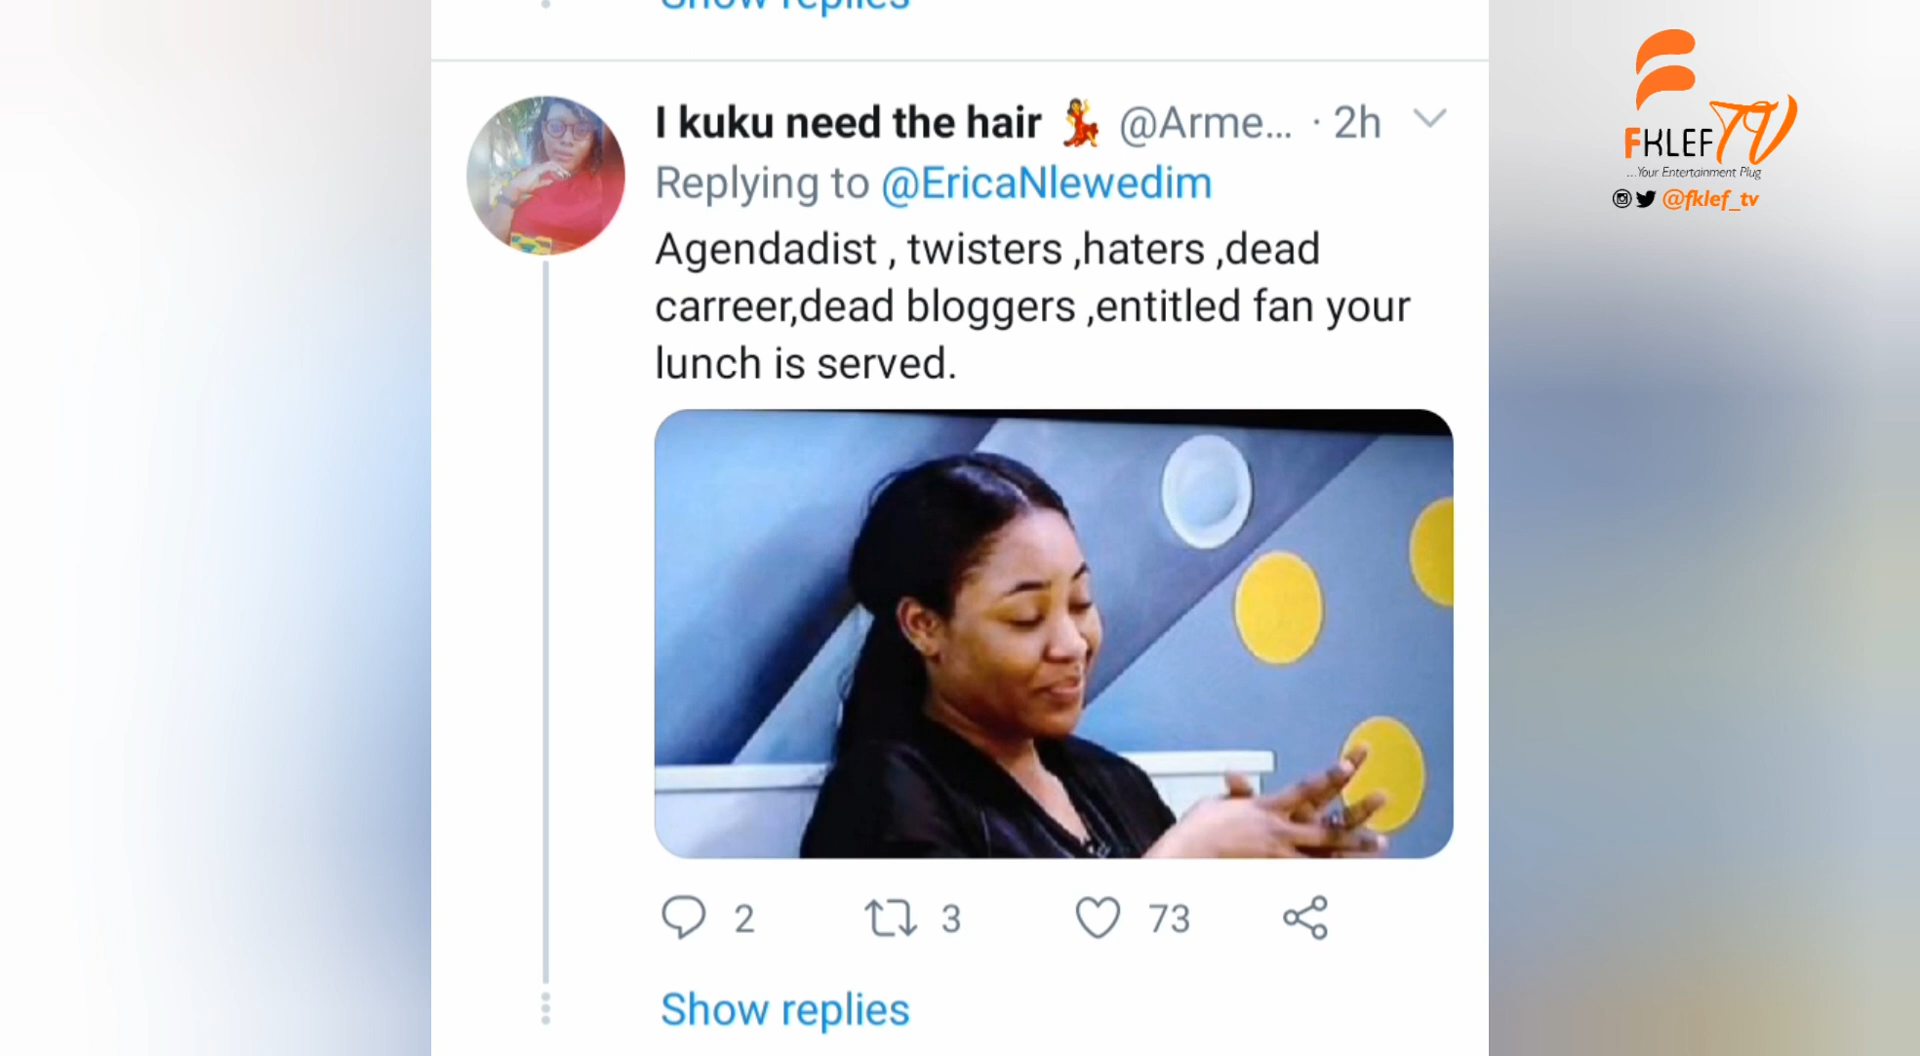 Show replies
I kuku need the hair 💃 @Arme... · 2h
Replying to @EricaNlewedim
Agendadist , twisters ,haters ,dead
carreer,dead bloggers ,entitled fan your
lunch is served.
2 3 73
Show replies
FKLEF TV
...Your Entertainment Plug
@fklef_tv